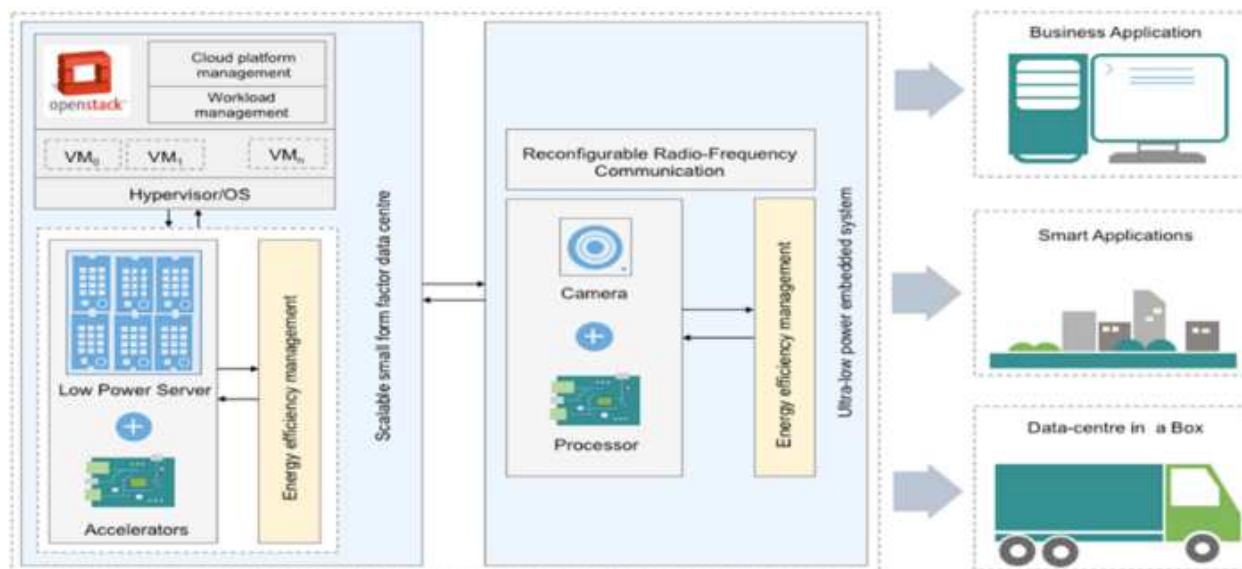 openstack
Cloud platform
management
Workload
management
VM0
VM1
VMn
Hypervisor/OS
Low Power Server
Accelerators
Energy efficiency management
Scalable small form factor data centre
Reconfigurable Radio-Frequency
Communication
Camera
Processor
Energy efficiency management
Ultra-low power embedded system
Business Application
Smart Applications
Data-centre in a Box